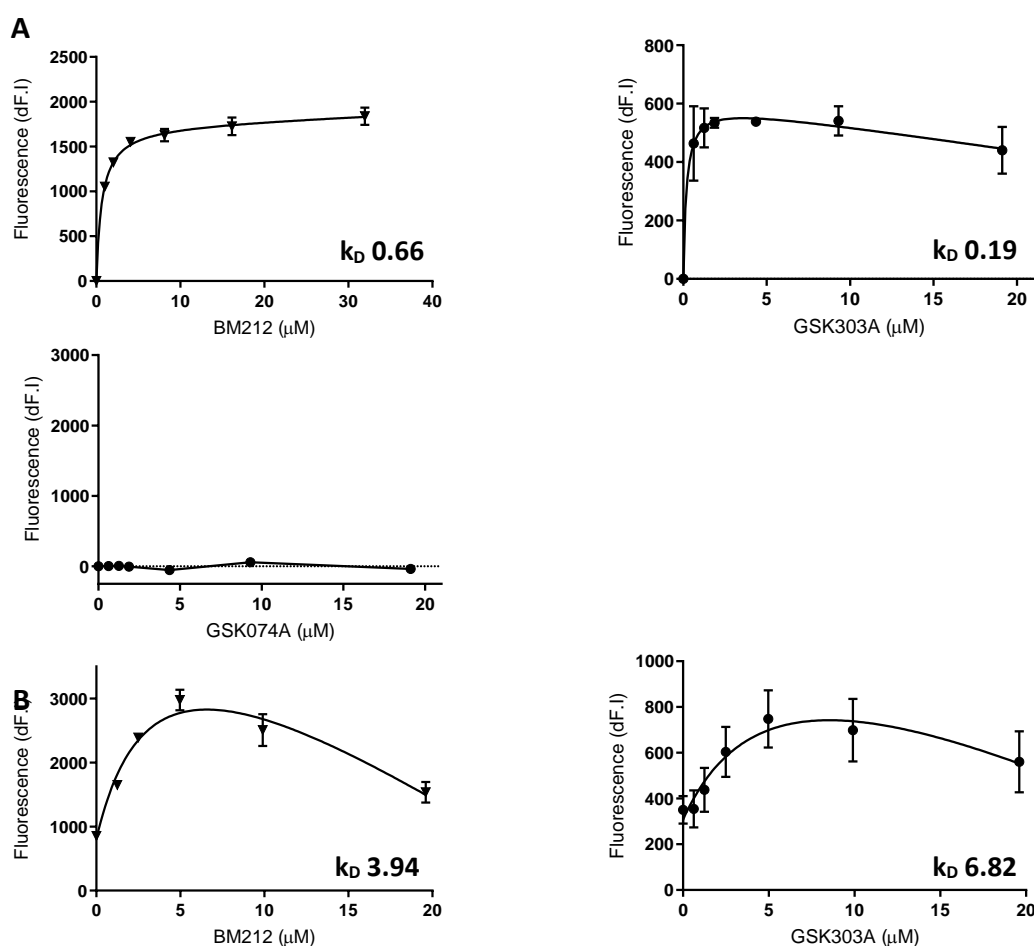 A
Fluorescence (dF.I)
2500
2000
1500
1000
500
0
0 10 20 30 40
BM212 (μM)
k_D 0.66
Fluorescence (dF.I)
800
600
400
200
0
0 5 10 15 20
GSK303A (μM)
k_D 0.19
Fluorescence (dF.I)
3000
2000
1000
0
0 5 10 15 20
GSK074A (μM)
B
Fluorescence (dF.I)
3000
2000
1000
0
0 5 10 15 20
BM212 (μM)
k_D 3.94
Fluorescence (dF.I)
1000
800
600
400
200
0
0 5 10 15 20
GSK303A (μM)
k_D 6.82